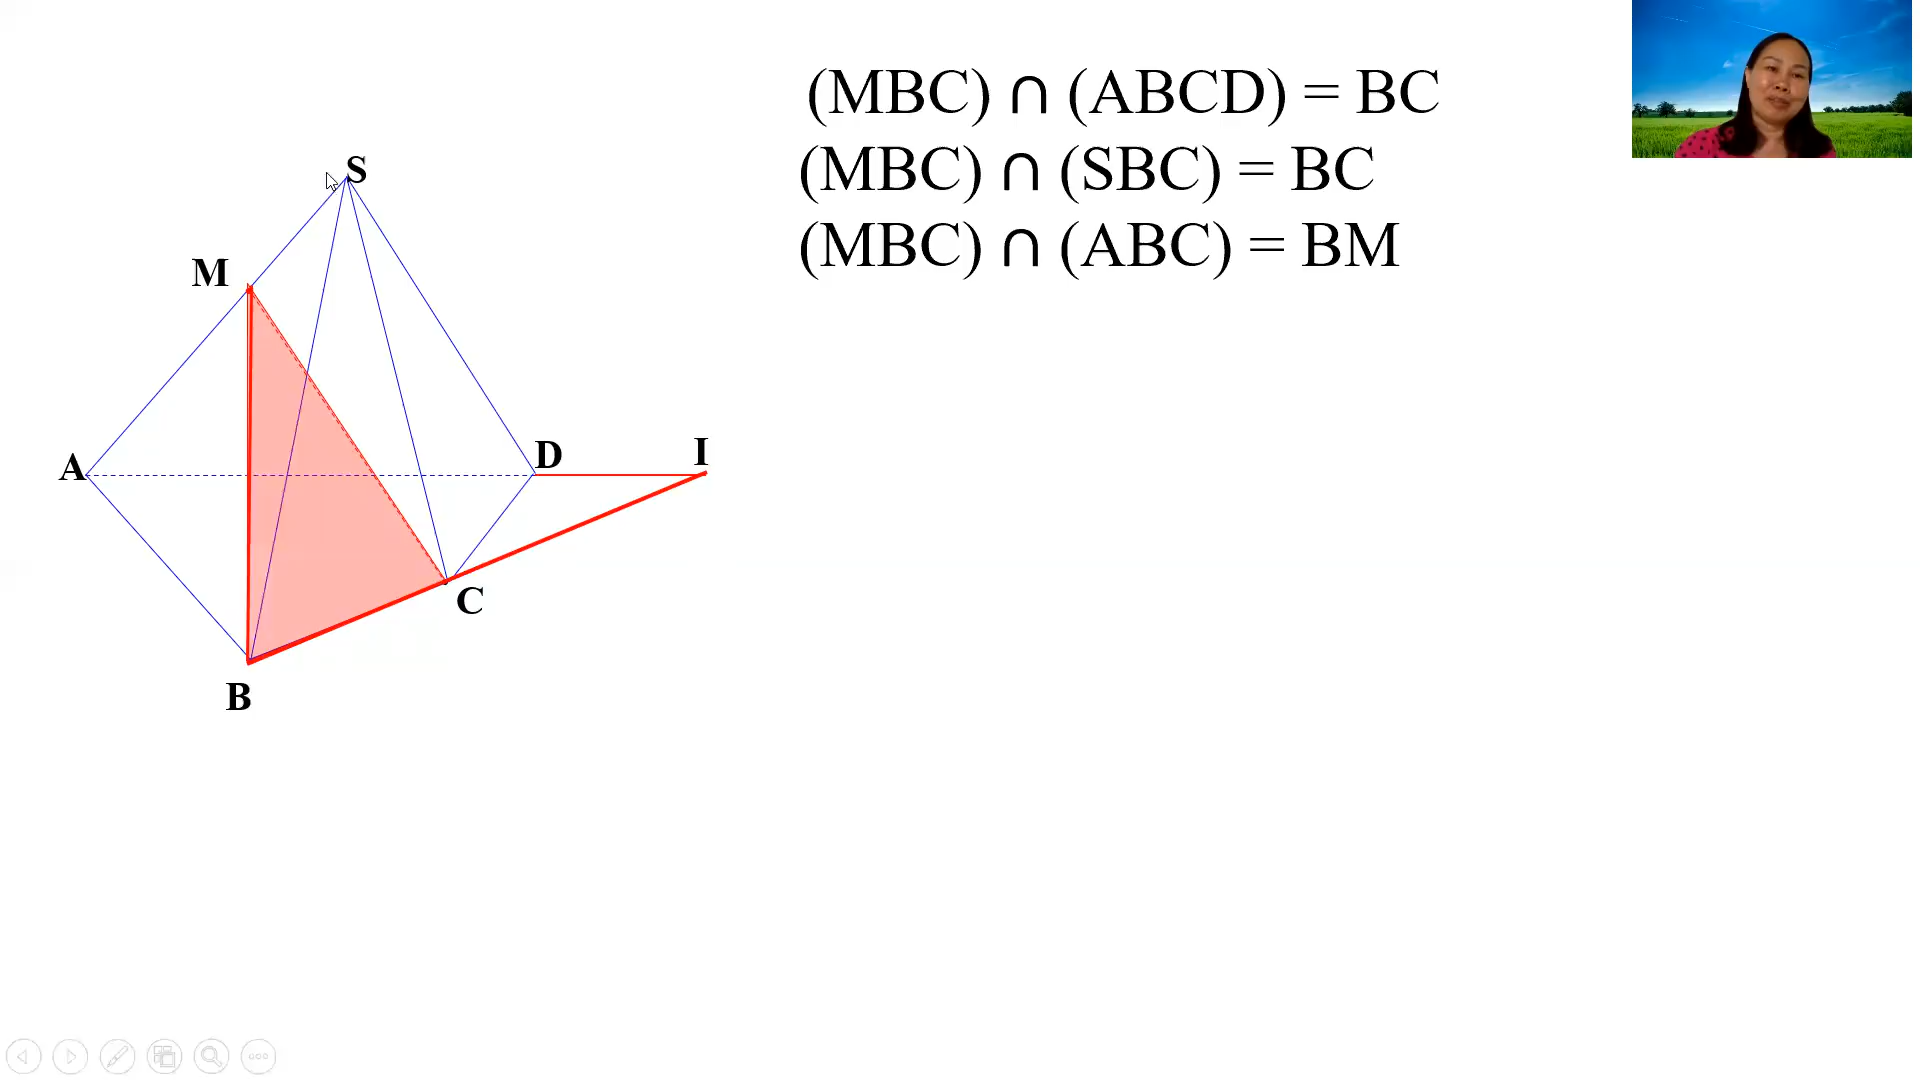 (MBC) ∩ (ABCD) = BC
(MBC) ∩ (SBC) = BC
(MBC) ∩ (ABC) = BM
S
M
A
D
I
C
B